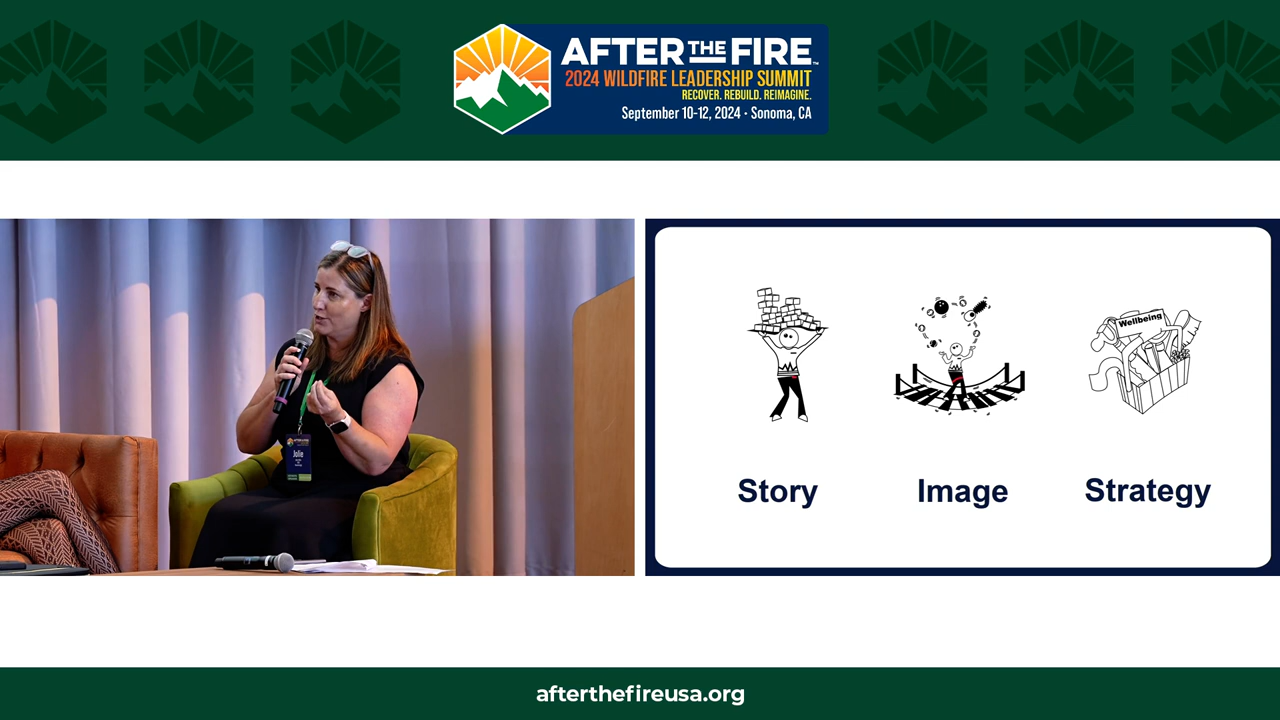 AFTER THE FIRE™
2024 WILDFIRE LEADERSHIP SUMMIT
RECOVER. REBUILD. REIMAGINE.
September 10-12, 2024 · Sonoma, CA
Jolie
Wellbeing
Story
Image
Strategy
afterthefireusa.org